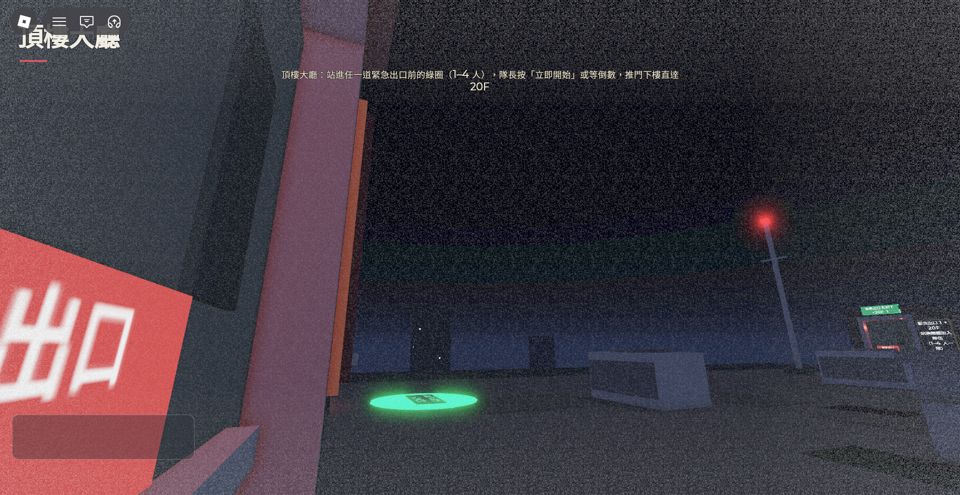 頂樓大廳
頂樓大廳：站進任一道緊急出口前的綠圈（1–4 人），隊長按「立即開始」或等倒數，推門下樓直達
20F
出口